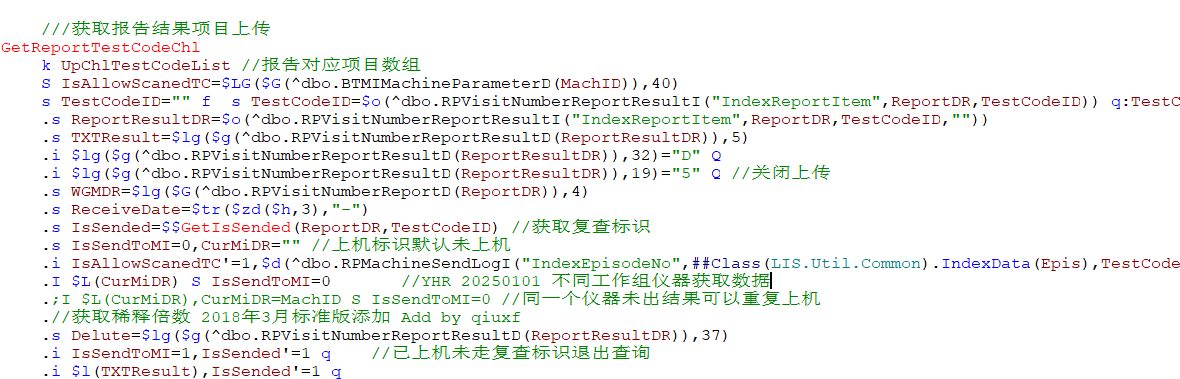 ///获取报告结果项目上传
GetReportTestCodeChl
k UpChlTestCodeList //报告对应项目数组
S IsAllowScanedTC=$LG($G(^dbo.BTMIMachineParameterD(MachID)),40)
s TestCodeID="" f  s TestCodeID=$o(^dbo.RPVisitNumberReportResultI("IndexReportItem",ReportDR,TestCodeID)) q:TestC
.s ReportResultDR=$o(^dbo.RPVisitNumberReportResultI("IndexReportItem",ReportDR,TestCodeID,""))
.s TXTResult=$lg($g(^dbo.RPVisitNumberReportResultD(ReportResultDR)),5)
.i $lg($g(^dbo.RPVisitNumberReportResultD(ReportResultDR)),32)="D" Q
.i $lg($g(^dbo.RPVisitNumberReportResultD(ReportResultDR)),19)="5" Q //关闭上传
.s WGMDR=$lg($G(^dbo.RPVisitNumberReportD(ReportDR)),4)
.s ReceiveDate=$tr($zd($h,3),"-")
.s IsSended=$$GetIsSended(ReportDR,TestCodeID) //获取复查标识
.s IsSendToMI=0,CurMiDR="" //上机标识默认未上机
.i IsAllowScanedTC'=1,$d(^dbo.RPMachineSendLogI("IndexEpisodeNo",##Class(LIS.Util.Common).IndexData(Epis),TestCode
.I $L(CurMiDR) S IsSendToMI=0 //YHR 20250101 不同工作组仪器获取数据
.;I $L(CurMiDR),CurMiDR=MachID S IsSendToMI=0 //同一个仪器未出结果可以重复上机
.//获取稀释倍数 2018年3月标准版添加 Add by qiuxf
.s Delute=$lg($g(^dbo.RPVisitNumberReportResultD(ReportResultDR)),37)
.i IsSendToMI=1,IsSended'=1 q //已上机未走复查标识退出查询
.i $l(TXTResult),IsSended'=1 q